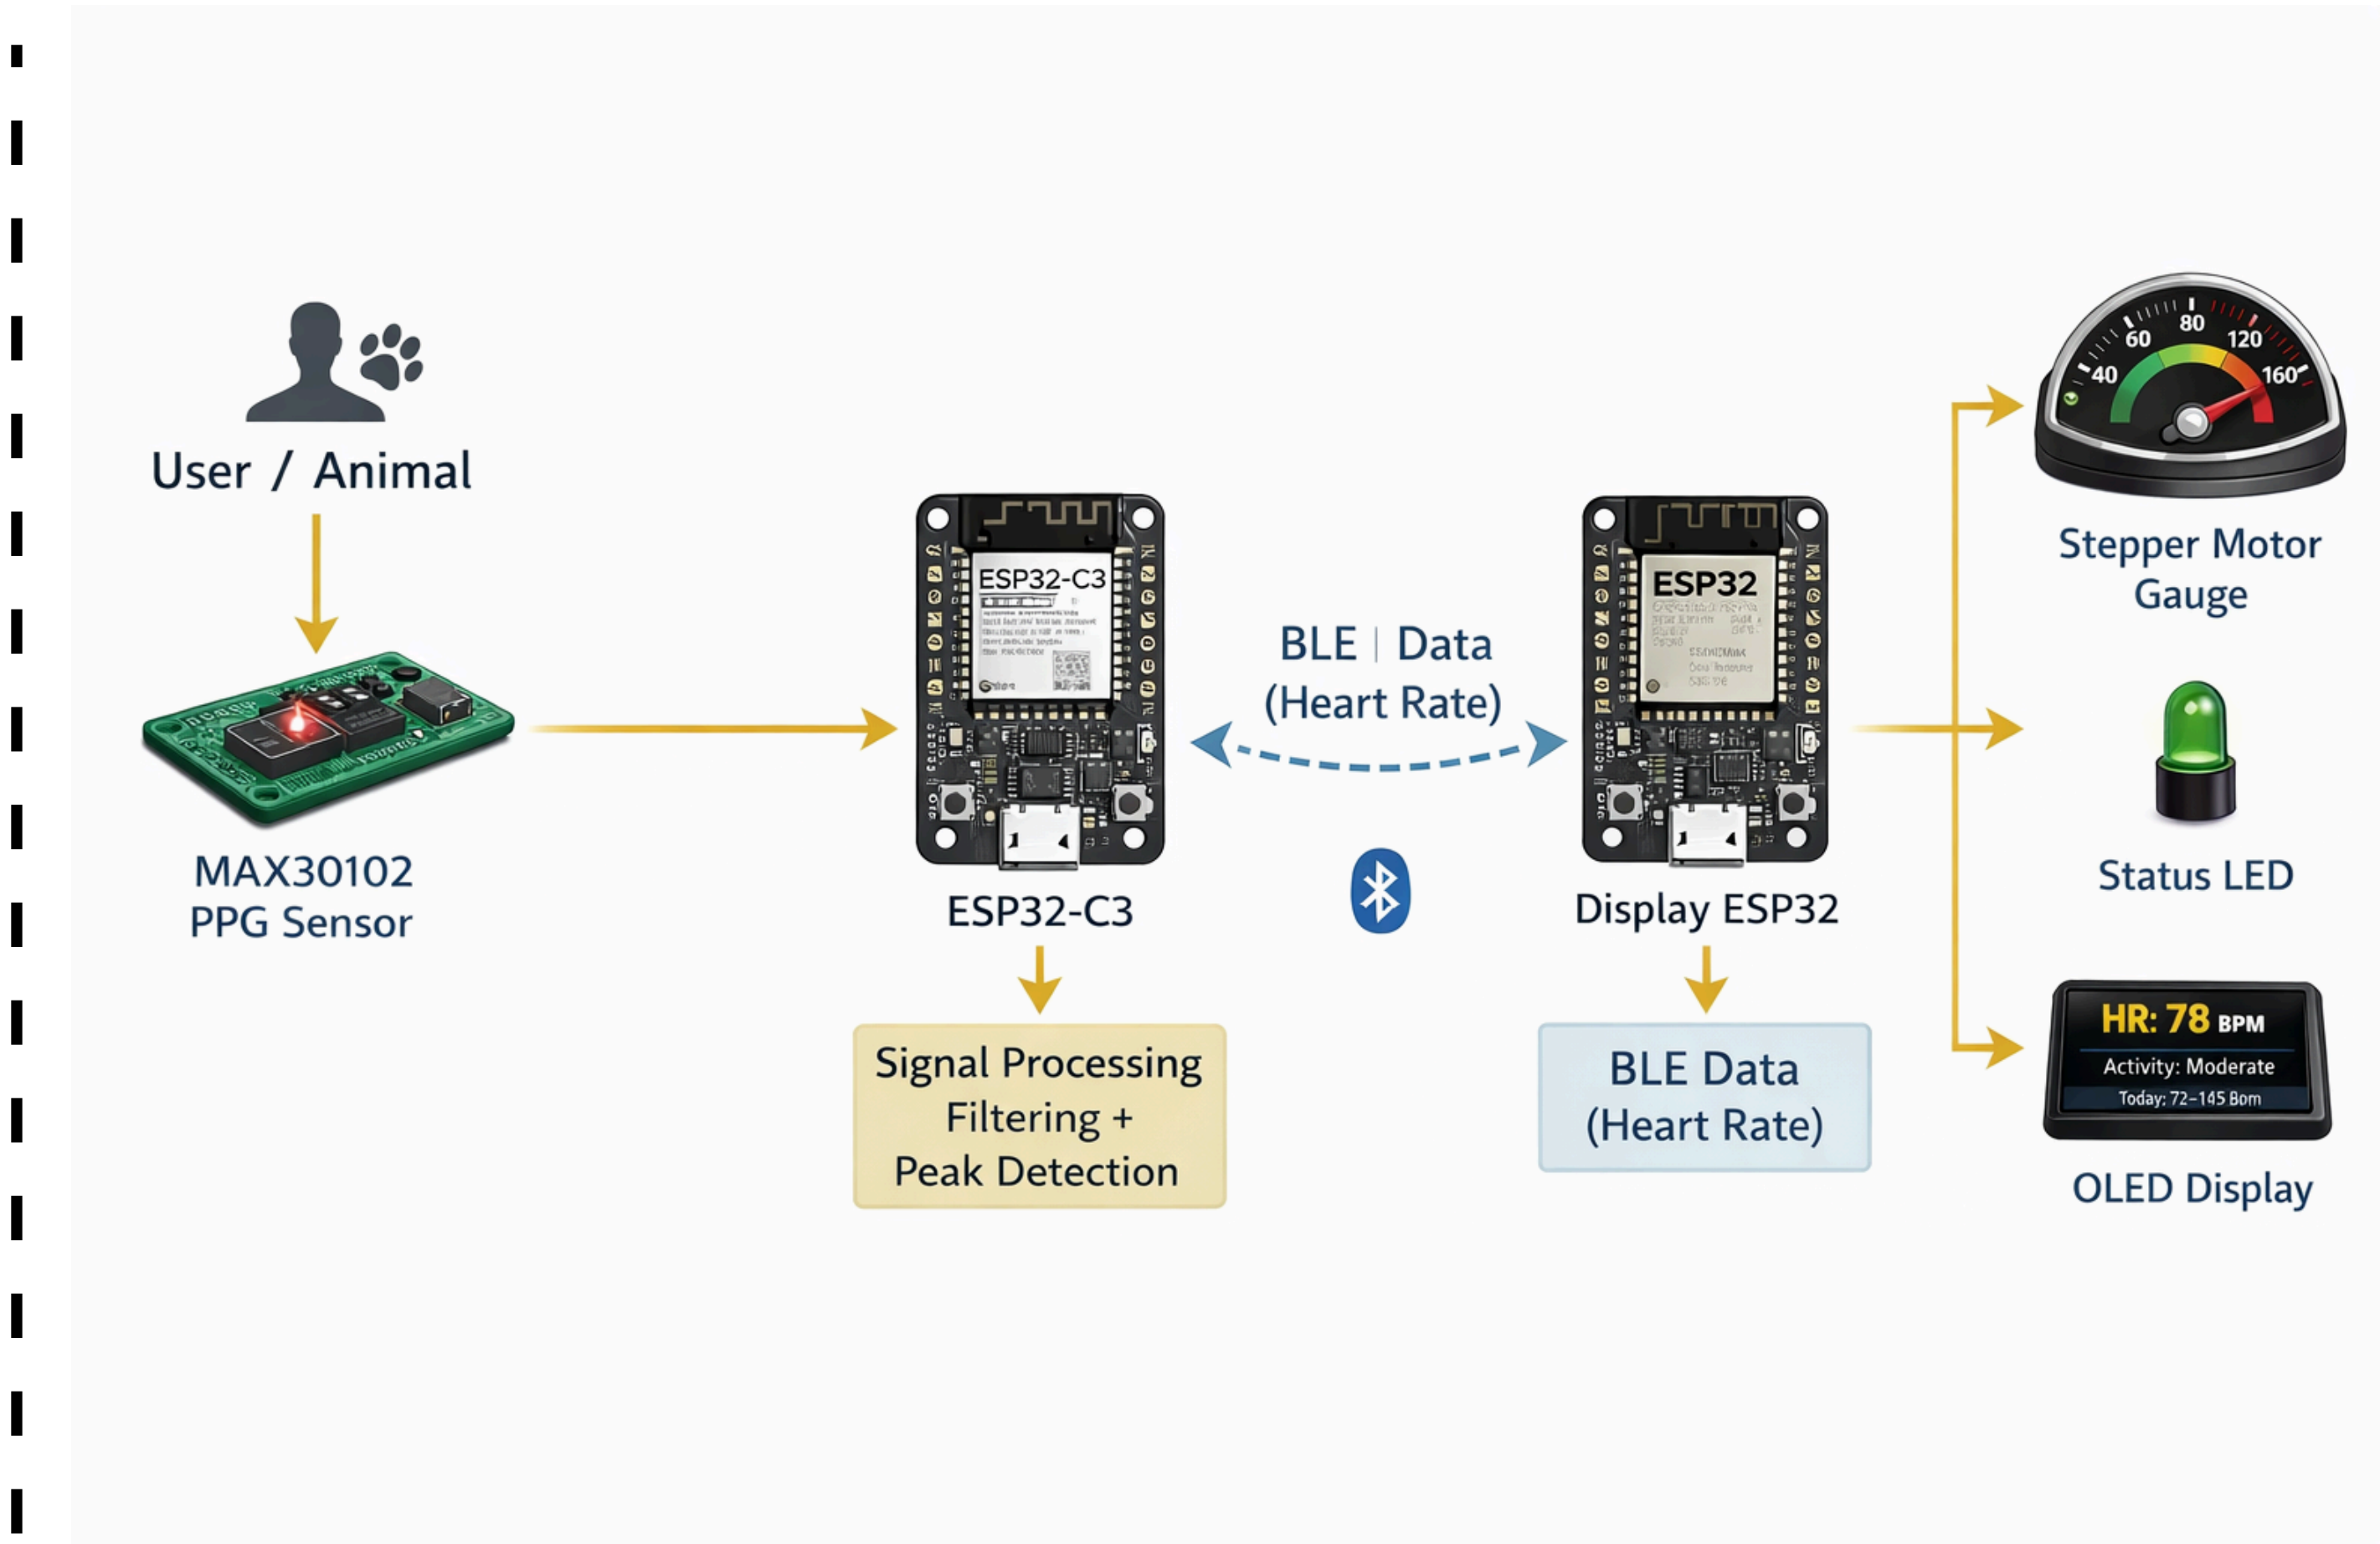 User / Animal
MAX30102
PPG Sensor
ESP32-C3
ESP32-C3
Signal Processing
Filtering +
Peak Detection
BLE | Data
(Heart Rate)
ESP32
Display ESP32
BLE Data
(Heart Rate)
40
60
80
120
160
Stepper Motor
Gauge
Status LED
HR: 78 BPM
Activity: Moderate
Today: 72-145 Bom
OLED Display